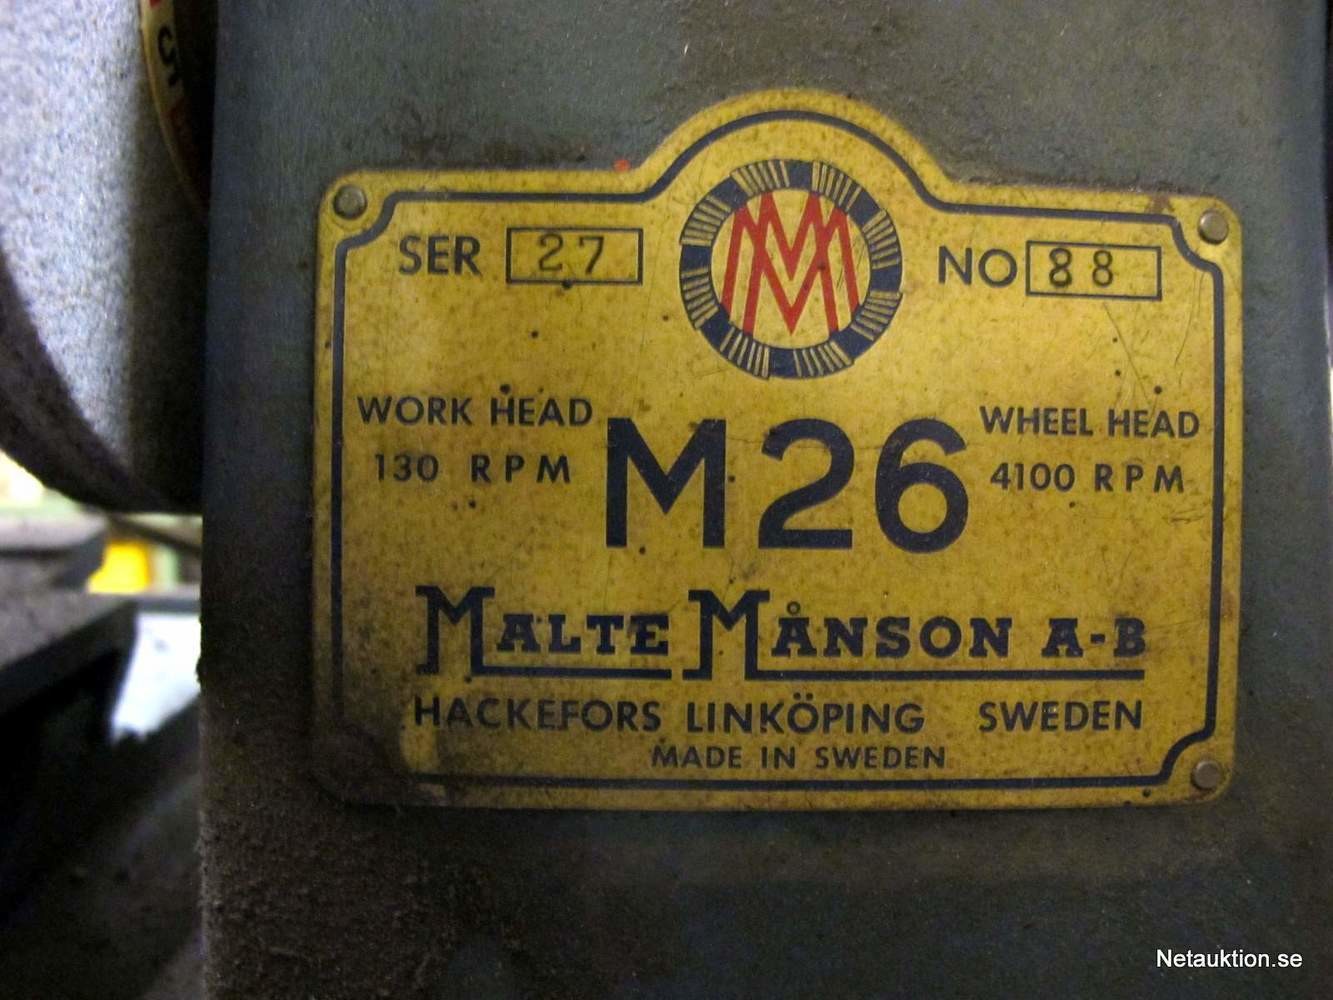 SER 27 NO 88
MM
WORK HEAD
130 RPM
M26
WHEEL HEAD
4100 RPM
MALTE MÅNSON A-B
HACKEFORS LINKÖPING SWEDEN
MADE IN SWEDEN
Netauktion.se